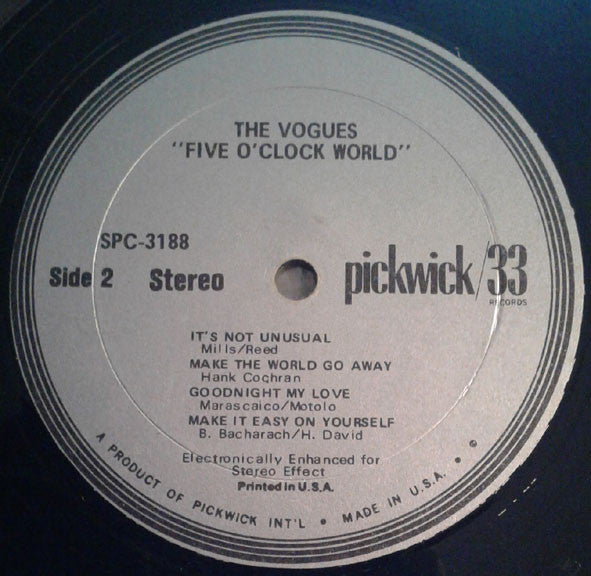 THE VOGUES
"FIVE O'CLOCK WORLD"
SPC-3188
Side 2 Stereo
pickwick/33
RECORDS
IT'S NOT UNUSUAL
Mills/Reed
MAKE THE WORLD GO AWAY
Hank Cochran
GOODNIGHT MY LOVE
Marascaico/Motolo
MAKE IT EASY ON YOURSELF
B. Bacharach/H. David
Electronically Enhanced for
Stereo Effect
Printed in U.S.A.
A PRODUCT OF PICKWICK INT'L • MADE IN U.S.A. • ℗